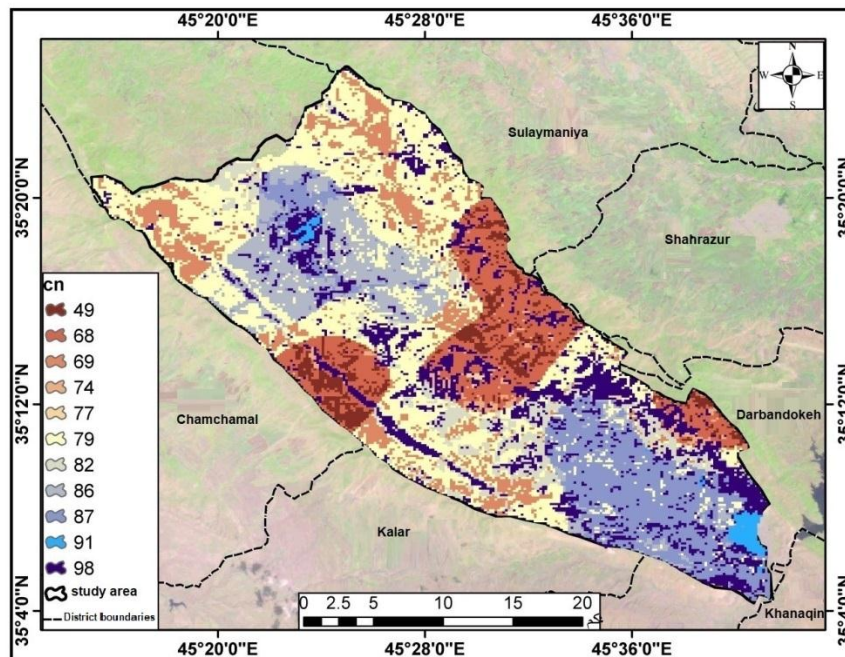 45°20'0"E
45°28'0"E
45°36'0"E
N
W E
S
Sulaymaniya
35°20'0"N
35°20'0"N
Shahrazur
cn
49
68
69
74
77
79
82
86
87
91
98
study area
District boundaries
35°12'0"N
35°12'0"N
Chamchamal
Darbandokeh
Kalar
0 2.5 5 10 15 20
Khanaqin
35°4'0"N
35°4'0"N
45°20'0"E
45°28'0"E
45°36'0"E